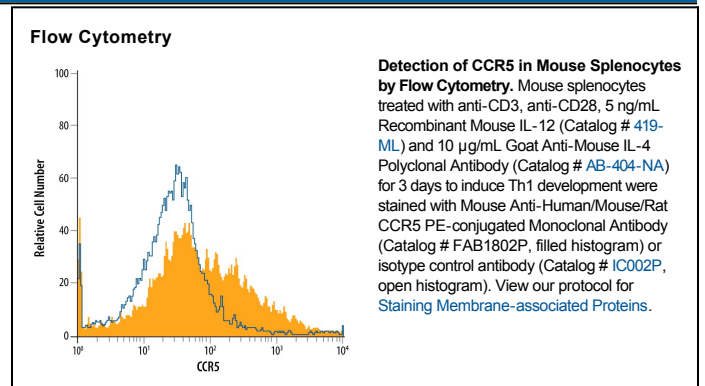 Flow Cytometry
100
80
60
40
20
0
Relative Cell Number
10⁰ 10¹ 10² 10³ 10⁴
CCR5
Detection of CCR5 in Mouse Splenocytes
by Flow Cytometry. Mouse splenocytes
treated with anti-CD3, anti-CD28, 5 ng/mL
Recombinant Mouse IL-12 (Catalog # 419-
ML) and 10 µg/mL Goat Anti-Mouse IL-4
Polyclonal Antibody (Catalog # AB-404-NA)
for 3 days to induce Th1 development were
stained with Mouse Anti-Human/Mouse/Rat
CCR5 PE-conjugated Monoclonal Antibody
(Catalog # FAB1802P, filled histogram) or
isotype control antibody (Catalog # IC002P,
open histogram). View our protocol for
Staining Membrane-associated Proteins.